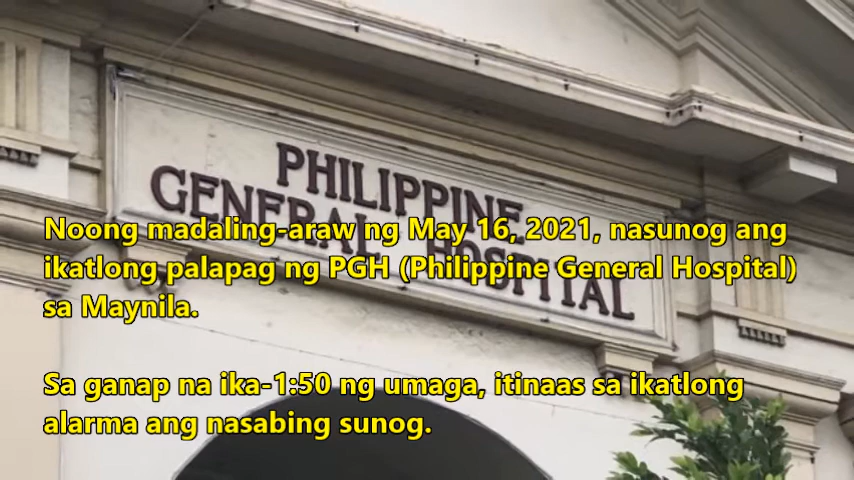 PHILIPPINE
GENERAL HOSPITAL
Noong madaling-araw ng May 16, 2021, nasunog ang
ikatlong palapag ng PGH (Philippine General Hospital)
sa Maynila.
Sa ganap na ika-1:50 ng umaga, itinaas sa ikatlong
alarma ang nasabing sunog.